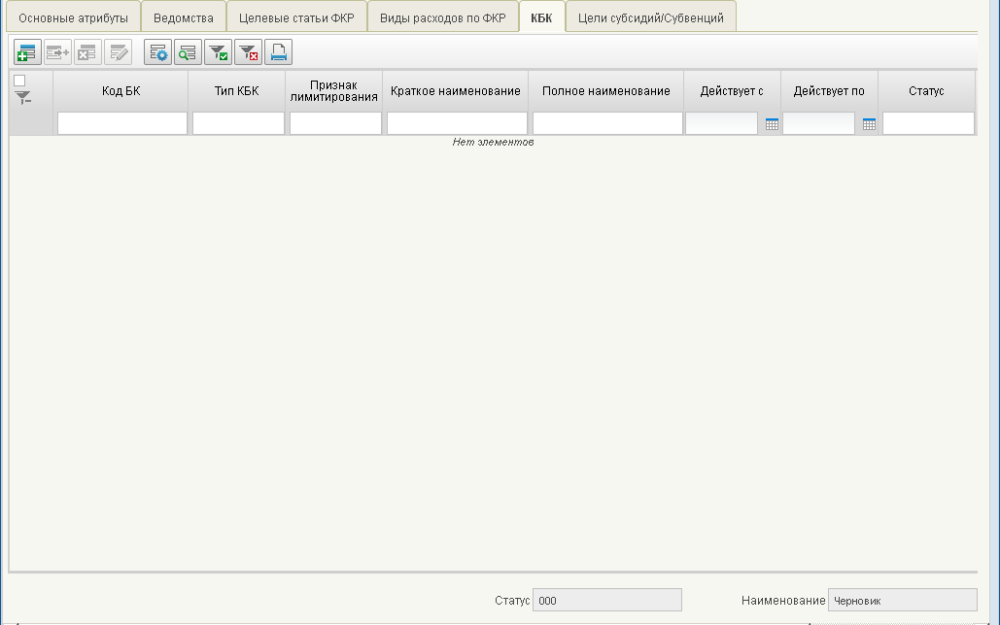 Основные атрибуты Ведомства Целевые статьи ФКР Виды расходов по ФКР КБК Цели субсидий/Субвенций
Код БК Тип КБК Признак лимитирования Краткое наименование Полное наименование Действует с Действует по Статус
Нет элементов
Статус 000 Наименование Черновик